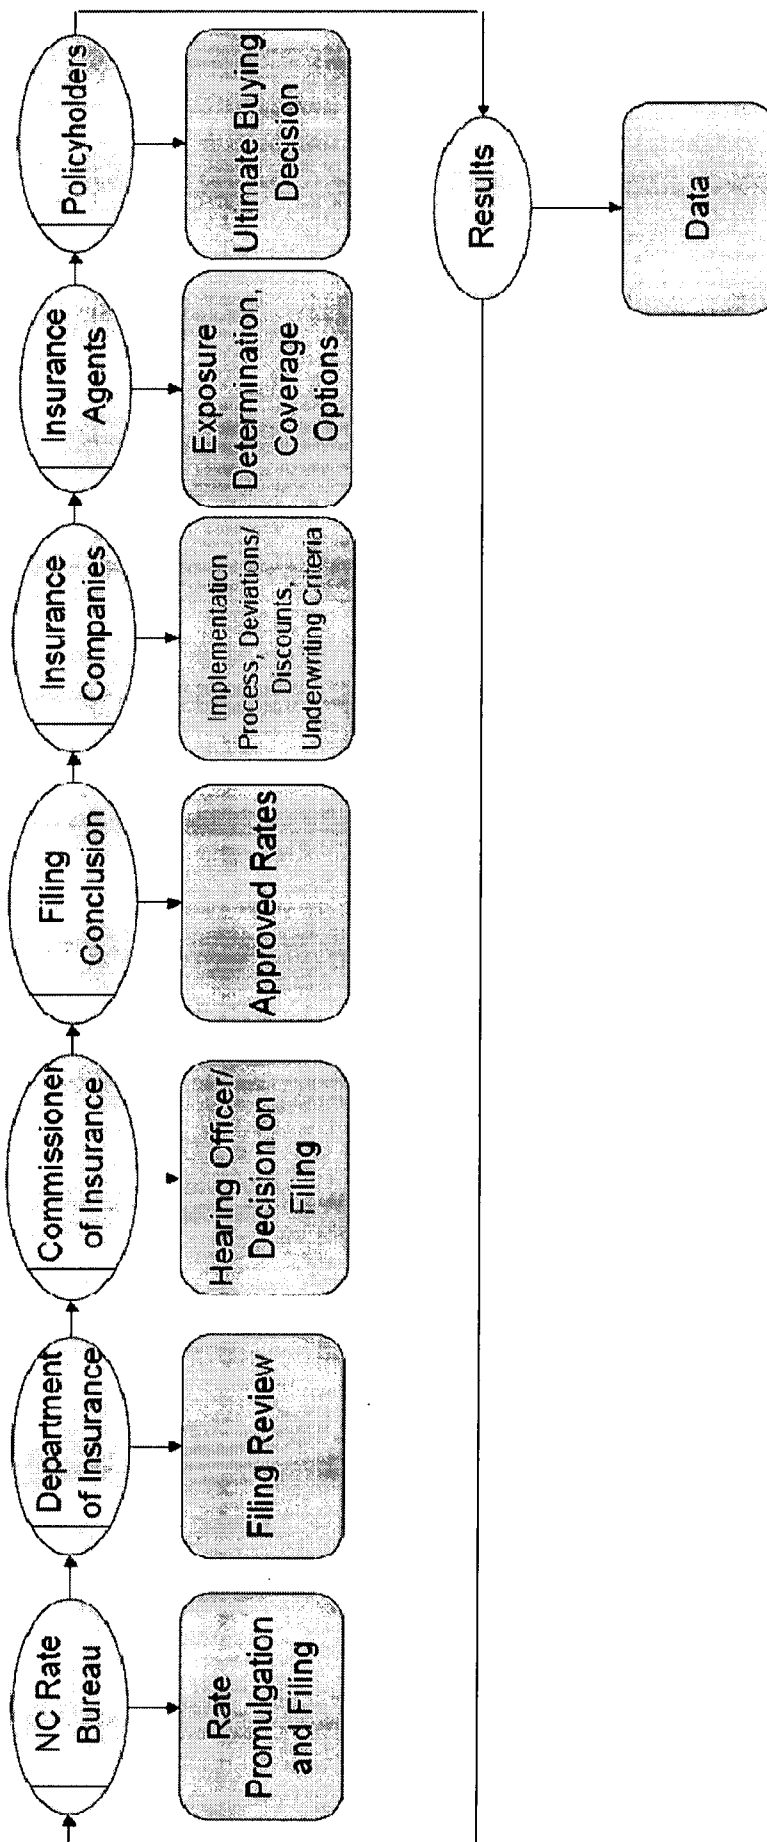 NC Rate
Bureau
Department
of Insurance
Commissioner
of Insurance
Filing
Conclusion
Insurance
Companies
Insurance
Agents
Policyholders
Rate
Promulgation
and Filing
Filing Review
Hearing Officer/
Decision on
Filing
Approved Rates
Implementation
Process, Deviations/
Discounts,
Underwriting Criteria
Exposure
Determination,
Coverage
Options
Ultimate Buying
Decision
Results
Data